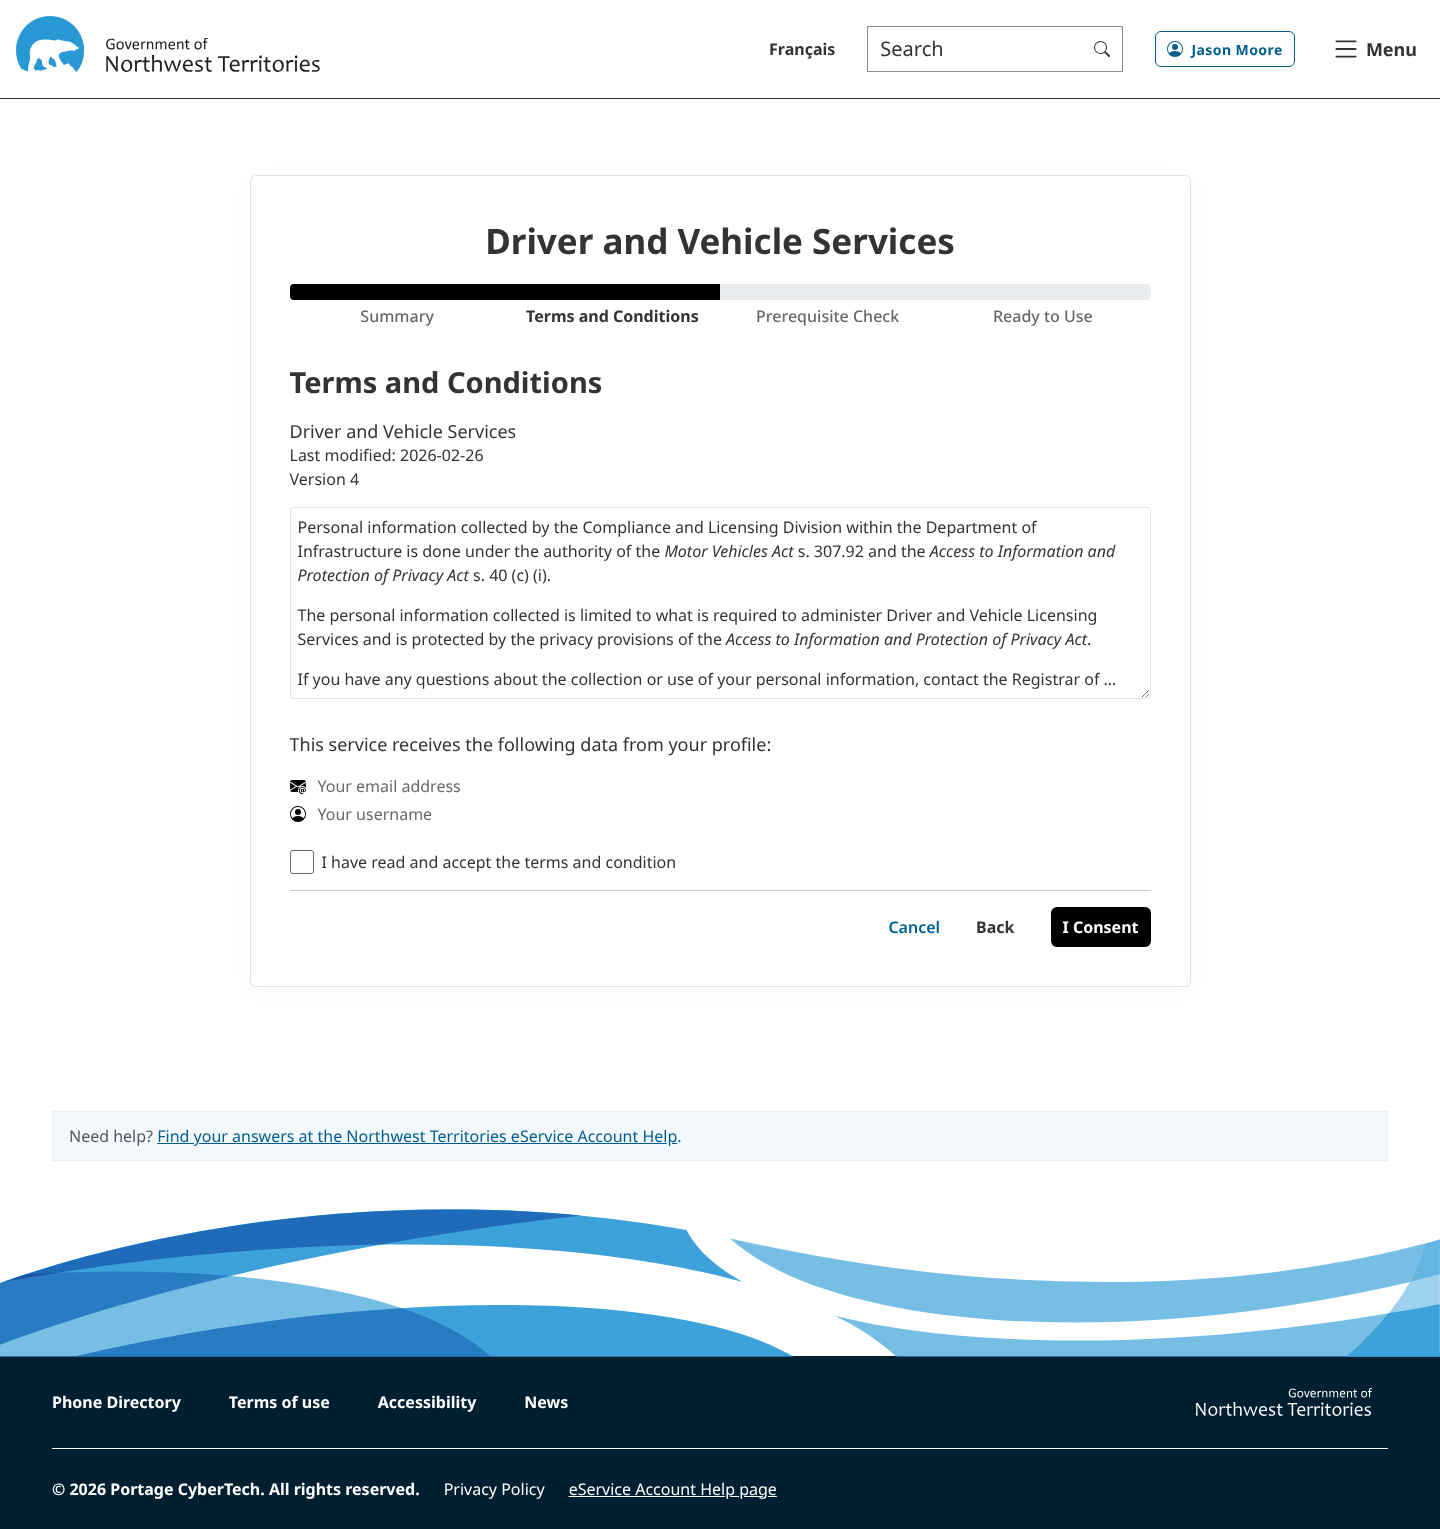 Government of
Northwest Territories
Français
Search
Jason Moore
Menu
Driver and Vehicle Services
Summary
Terms and Conditions
Prerequisite Check
Ready to Use
Terms and Conditions
Driver and Vehicle Services
Last modified: 2026-02-26
Version 4
Personal information collected by the Compliance and Licensing Division within the Department of
Infrastructure is done under the authority of the Motor Vehicles Act s. 307.92 and the Access to Information and
Protection of Privacy Act s. 40 (c) (i).
The personal information collected is limited to what is required to administer Driver and Vehicle Licensing
Services and is protected by the privacy provisions of the Access to Information and Protection of Privacy Act.
If you have any questions about the collection or use of your personal information, contact the Registrar of ...
This service receives the following data from your profile:
Your email address
Your username
I have read and accept the terms and condition
Cancel
Back
I Consent
Need help? Find your answers at the Northwest Territories eService Account Help.
Phone Directory
Terms of use
Accessibility
News
Government of
Northwest Territories
© 2026 Portage CyberTech. All rights reserved.
Privacy Policy
eService Account Help page